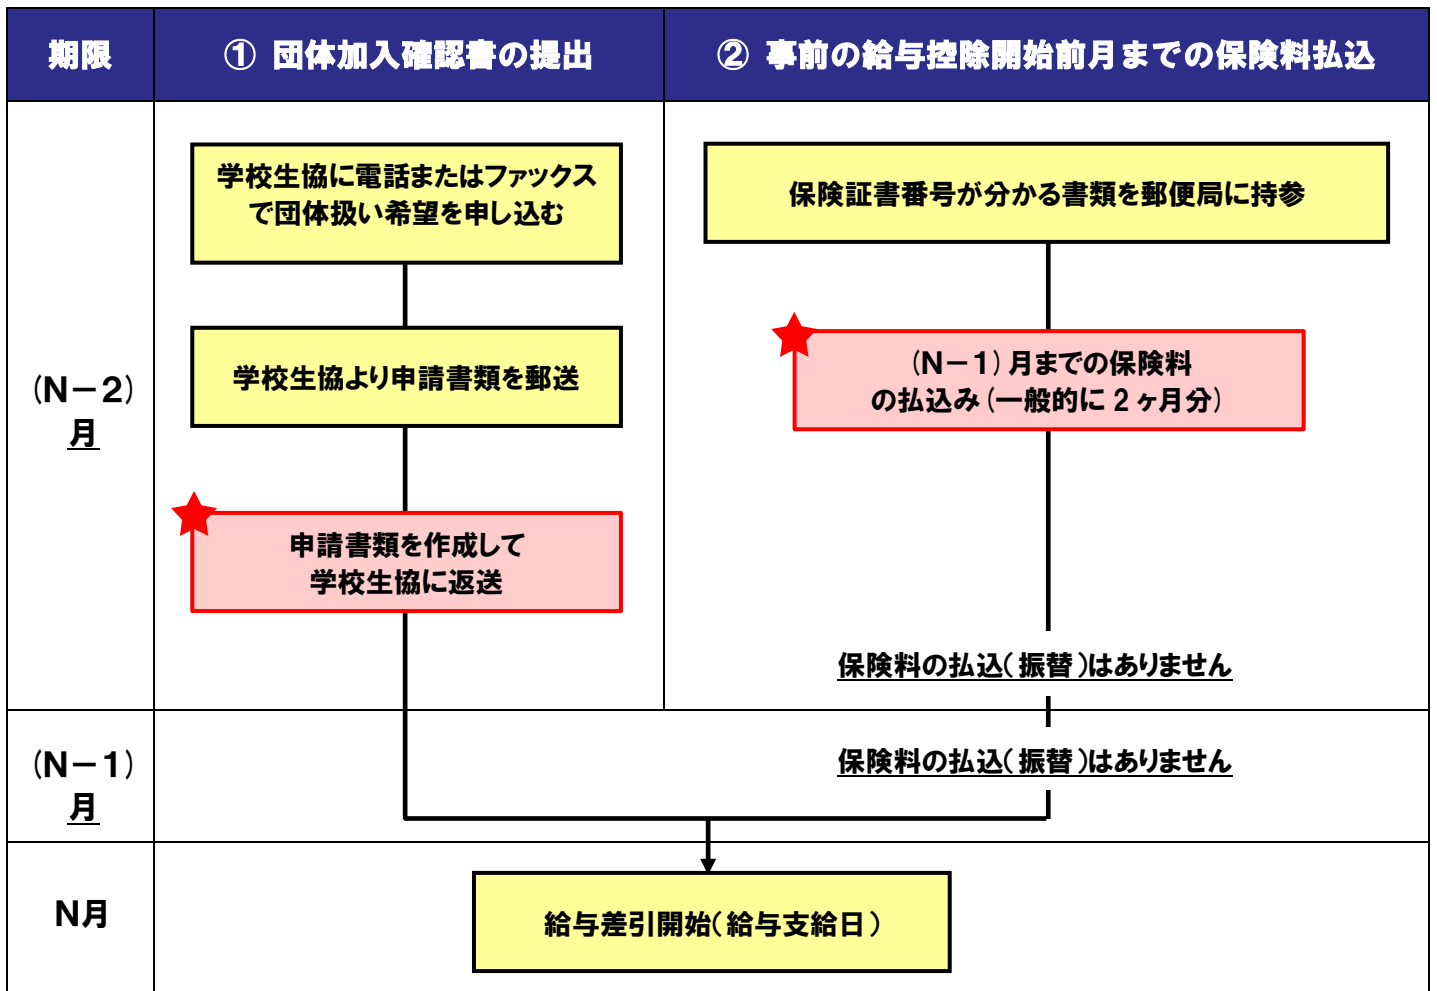 期限
① 団体加入確認書の提出
② 事前の給与控除開始前月までの保険料払込
(N－2)
月
学校生協に電話またはファックス
で団体扱い希望を申し込む
学校生協より申請書類を郵送
申請書類を作成して
学校生協に返送
保険証書番号が分かる書類を郵便局に持参
(N－1)月までの保険料
の払込み(一般的に2ヶ月分)
保険料の払込(振替)はありません
(N－1)
月
保険料の払込(振替)はありません
N月
給与差引開始(給与支給日)